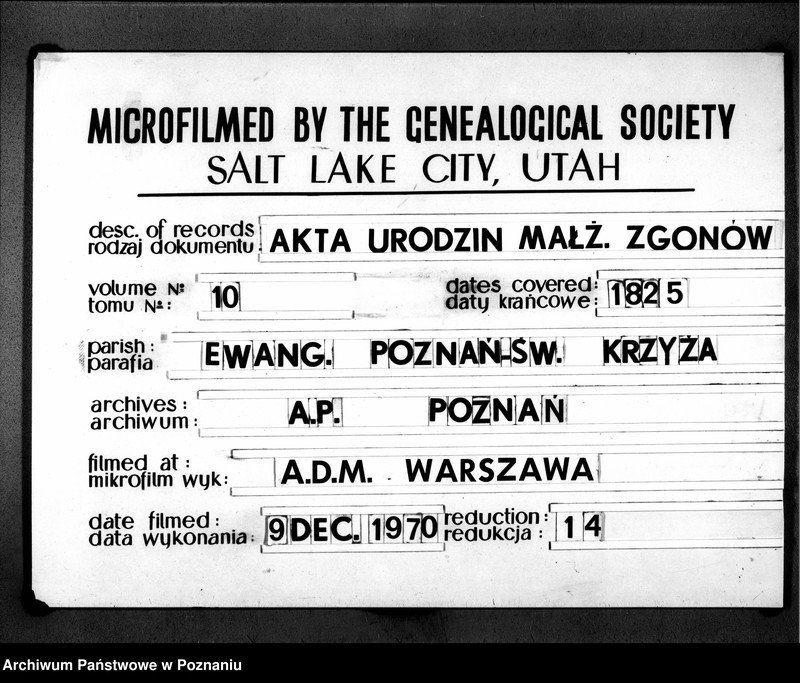 MICROFILMED BY THE GENEALOGICAL SOCIETY
SALT LAKE CITY, UTAH
desc. of records
rodzaj dokumentu: AKTA URODZIN MAŁŻ. ZGONÓW
volume №
tomu №: 10
dates covered:
daty krańcowe: 1825
parish:
parafia EWANG. POZNAŃ-ŚW. KRZYŻA
archives:
archiwum: A.P. POZNAŃ
filmed at:
mikrofilm wyk: A.D.M. WARSZAWA
date filmed:
data wykonania: 9 DEC. 1970
reduction:
redukcja: 14
Archiwum Państwowe w Poznaniu